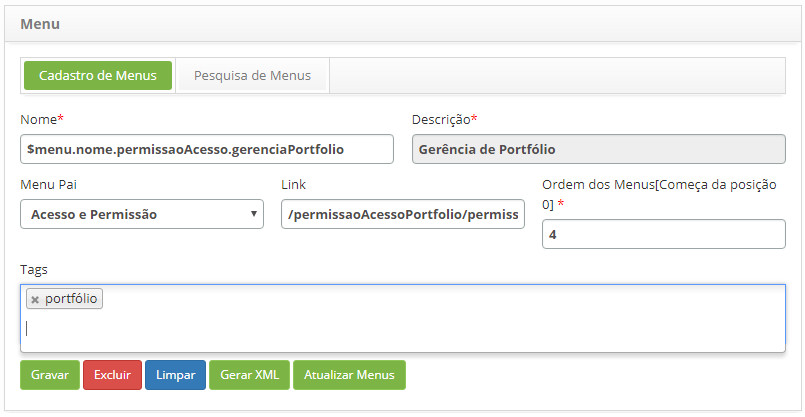 Menu
Cadastro de Menus Pesquisa de Menus
Nome* Descrição*
$menu.nome.permissaoAcesso.gerenciaPortfolio Gerência de Portfólio
Menu Pai Link Ordem dos Menus[Começa da posição
0] *
Acesso e Permissão /permissaoAcessoPortfolio/permiss
4
Tags
× portfólio
Gravar Excluir Limpar Gerar XML Atualizar Menus